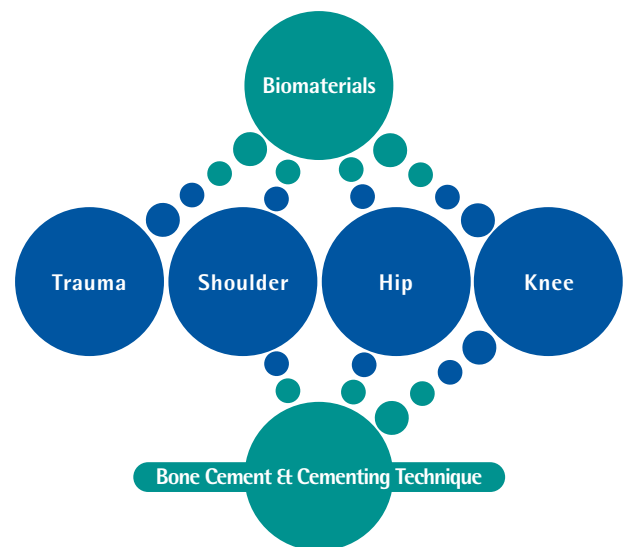 Biomaterials
Trauma
Shoulder
Hip
Knee
Bone Cement & Cementing Technique